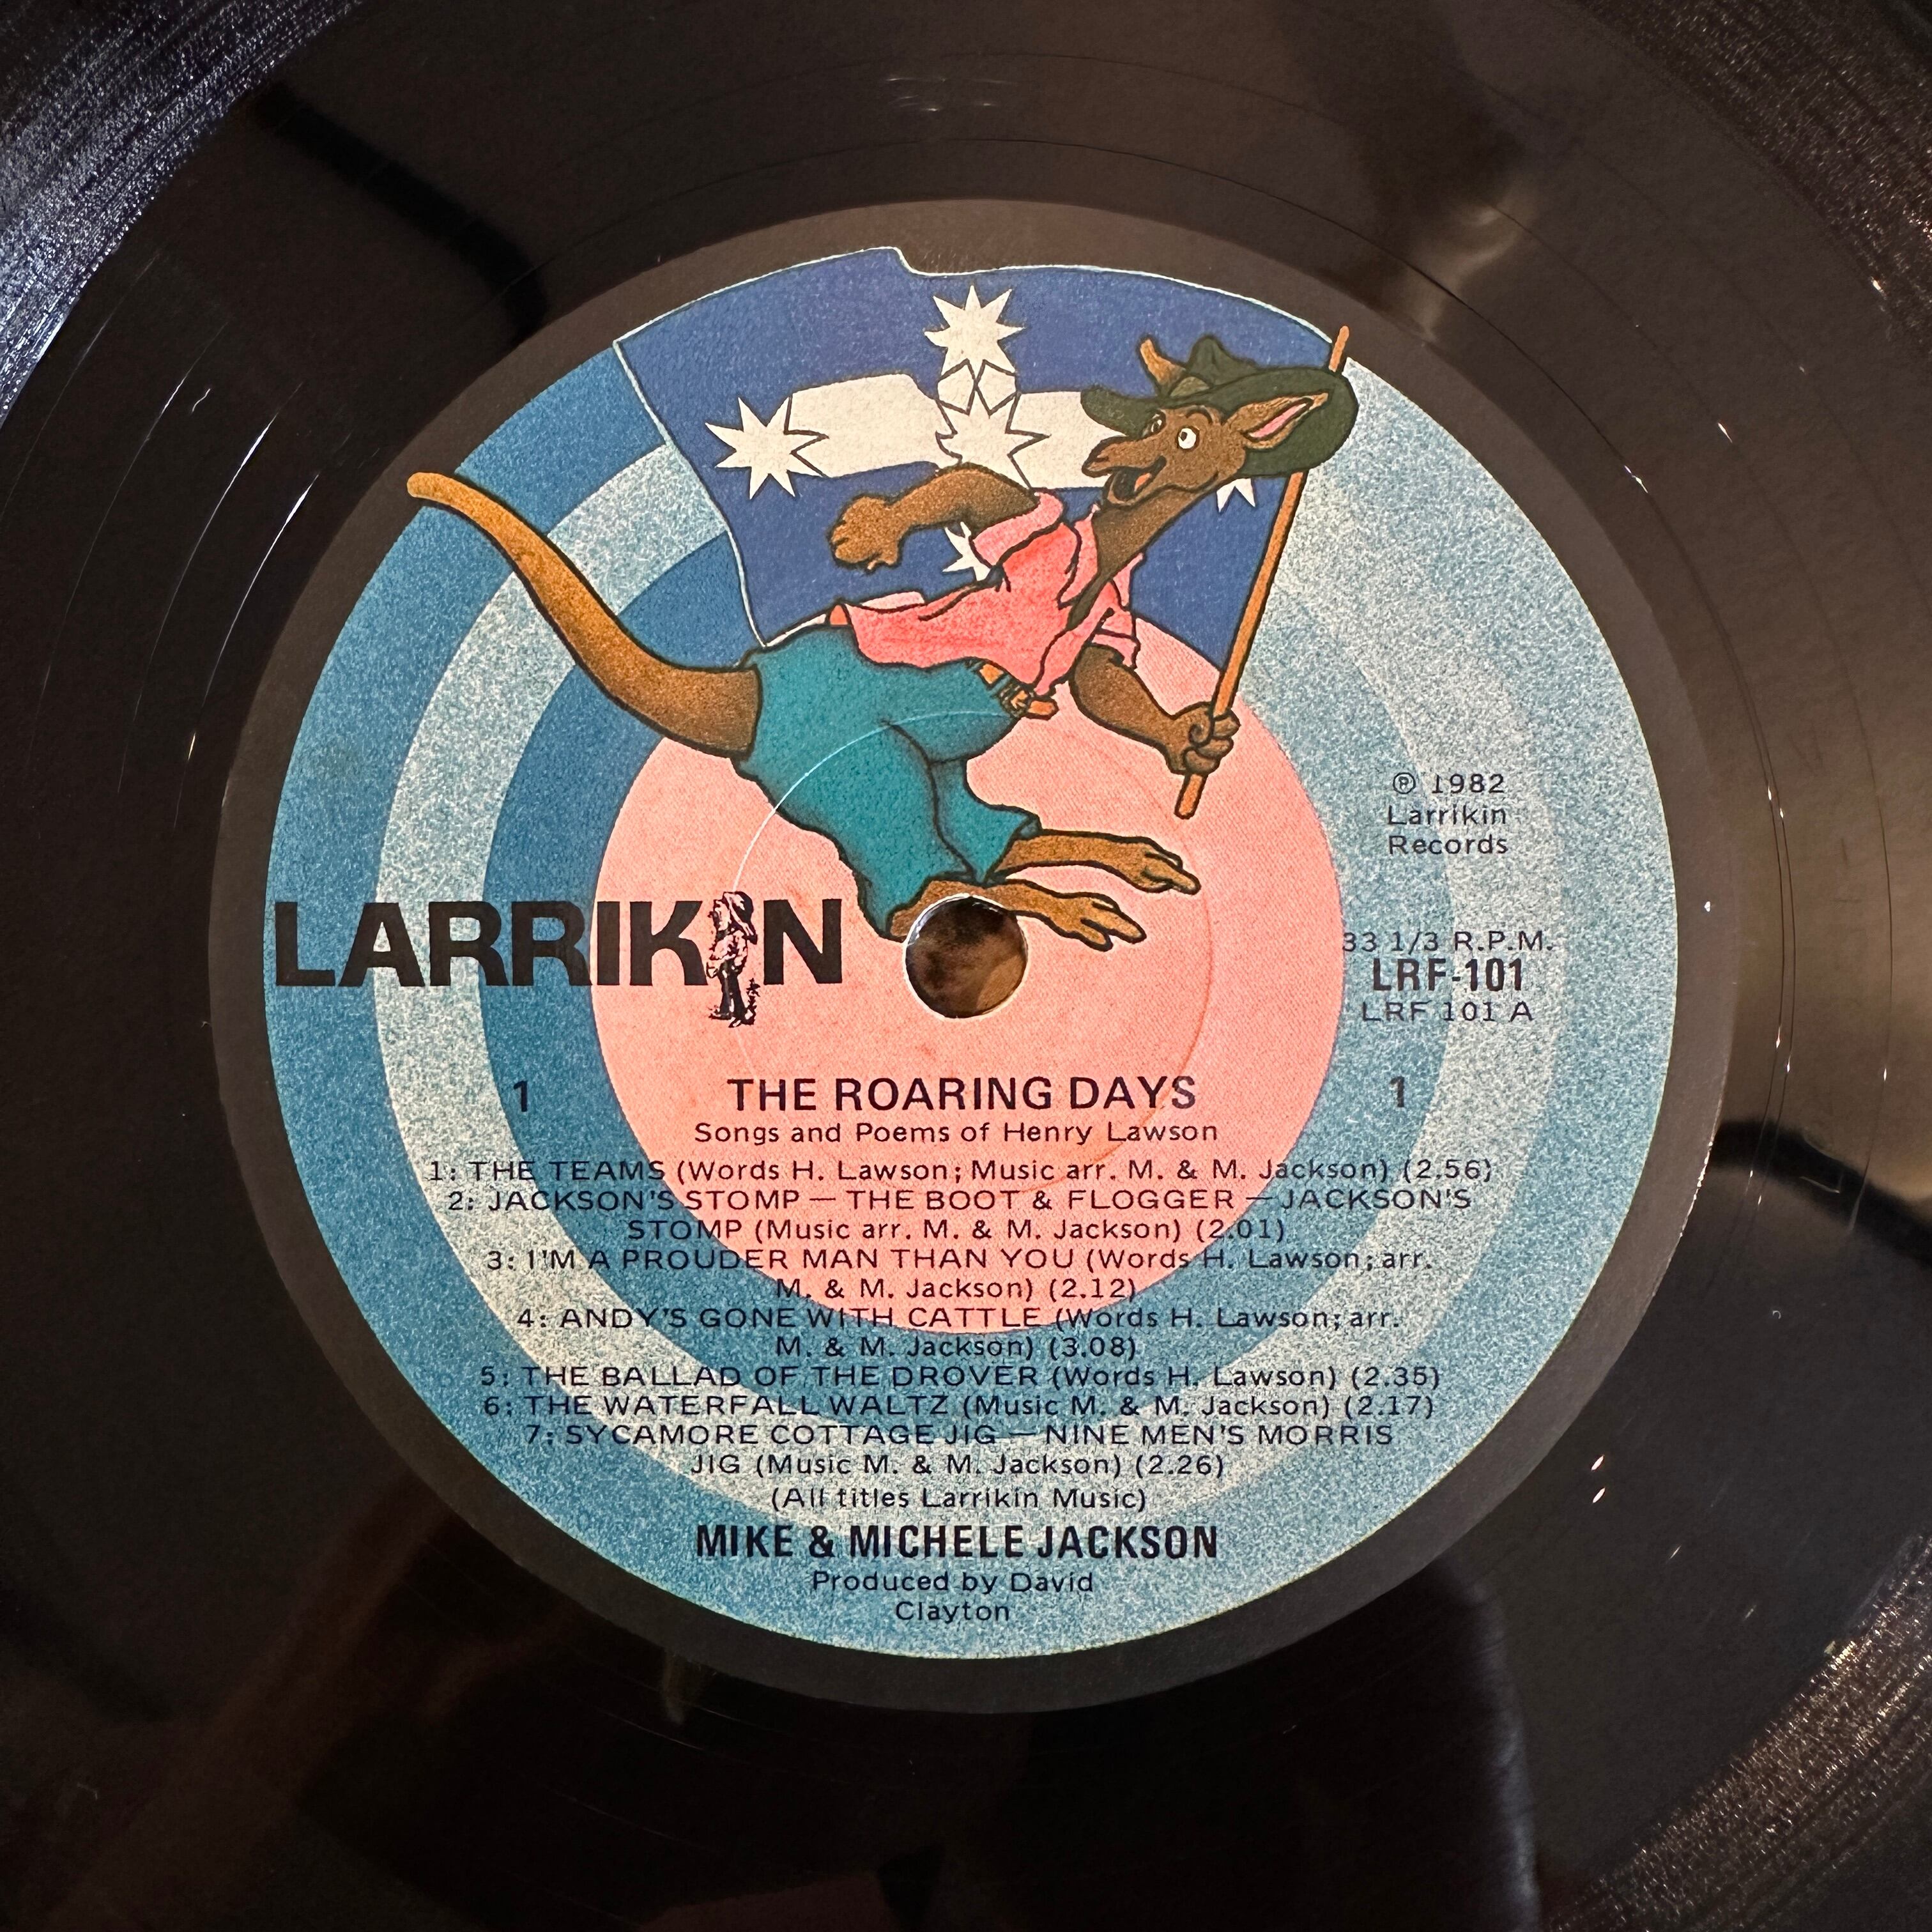 LARRIKIN
℗ 1982
Larrikin
Records
33 1/3 R.P.M.
LRF-101
LRF 101 A
1 THE ROARING DAYS 1
Songs and Poems of Henry Lawson
1: THE TEAMS (Words H. Lawson; Music arr. M. & M. Jackson) (2.56)
2: JACKSON'S STOMP — THE BOOT & FLOGGER — JACKSON'S
STOMP (Music arr. M. & M. Jackson) (2.01)
3: I'M A PROUDER MAN THAN YOU (Words H. Lawson; arr.
M. & M. Jackson) (2.12)
4: ANDY'S GONE WITH CATTLE (Words H. Lawson; arr.
M. & M. Jackson) (3.08)
5: THE BALLAD OF THE DROVER (Words H. Lawson) (2.35)
6: THE WATERFALL WALTZ (Music M. & M. Jackson) (2.17)
7: SYCAMORE COTTAGE JIG — NINE MEN'S MORRIS
JIG (Music M. & M. Jackson) (2.26)
(All titles Larrikin Music)
MIKE & MICHELE JACKSON
Produced by David
Clayton